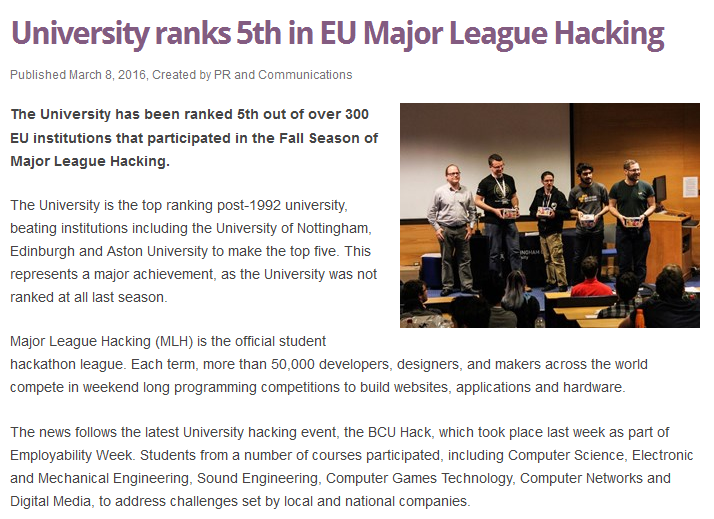 University ranks 5th in EU Major League Hacking
Published March 8, 2016, Created by PR and Communications
The University has been ranked 5th out of over 300
EU institutions that participated in the Fall Season of
Major League Hacking.
The University is the top ranking post-1992 university,
beating institutions including the University of Nottingham,
Edinburgh and Aston University to make the top five. This
represents a major achievement, as the University was not
ranked at all last season.
Major League Hacking (MLH) is the official student
hackathon league. Each term, more than 50,000 developers, designers, and makers across the world
compete in weekend long programming competitions to build websites, applications and hardware.
The news follows the latest University hacking event, the BCU Hack, which took place last week as part of
Employability Week. Students from a number of courses participated, including Computer Science, Electronic
and Mechanical Engineering, Sound Engineering, Computer Games Technology, Computer Networks and
Digital Media, to address challenges set by local and national companies.